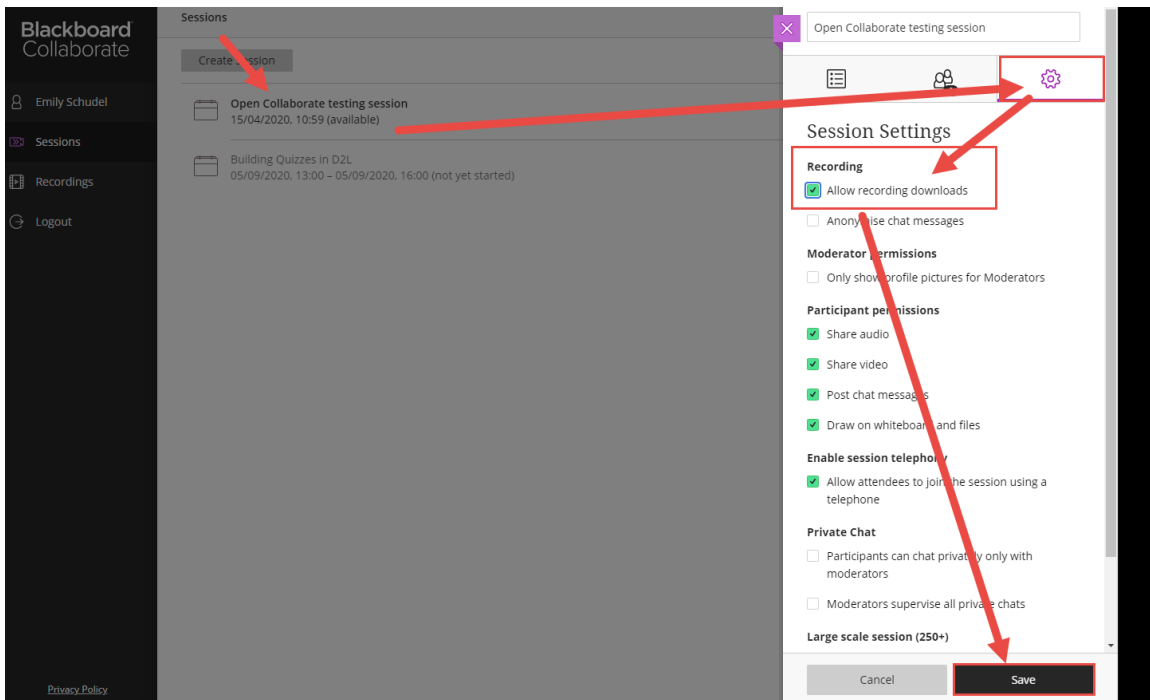 Blackboard
Collaborate
Emily Schudel
Sessions
Recordings
Logout
Privacy Policy
Sessions
Create Session
Open Collaborate testing session
15/04/2020, 10:59 (available)
Building Quizzes in D2L
05/09/2020, 13:00 – 05/09/2020, 16:00 (not yet started)
Open Collaborate testing session
Session Settings
Recording
Allow recording downloads
Anonymise chat messages
Moderator permissions
Only show profile pictures for Moderators
Participant permissions
Share audio
Share video
Post chat messages
Draw on whiteboard and files
Enable session telephony
Allow attendees to join the session using a
telephone
Private Chat
Participants can chat privately only with
moderators
Moderators supervise all private chats
Large scale session (250+)
Cancel
Save